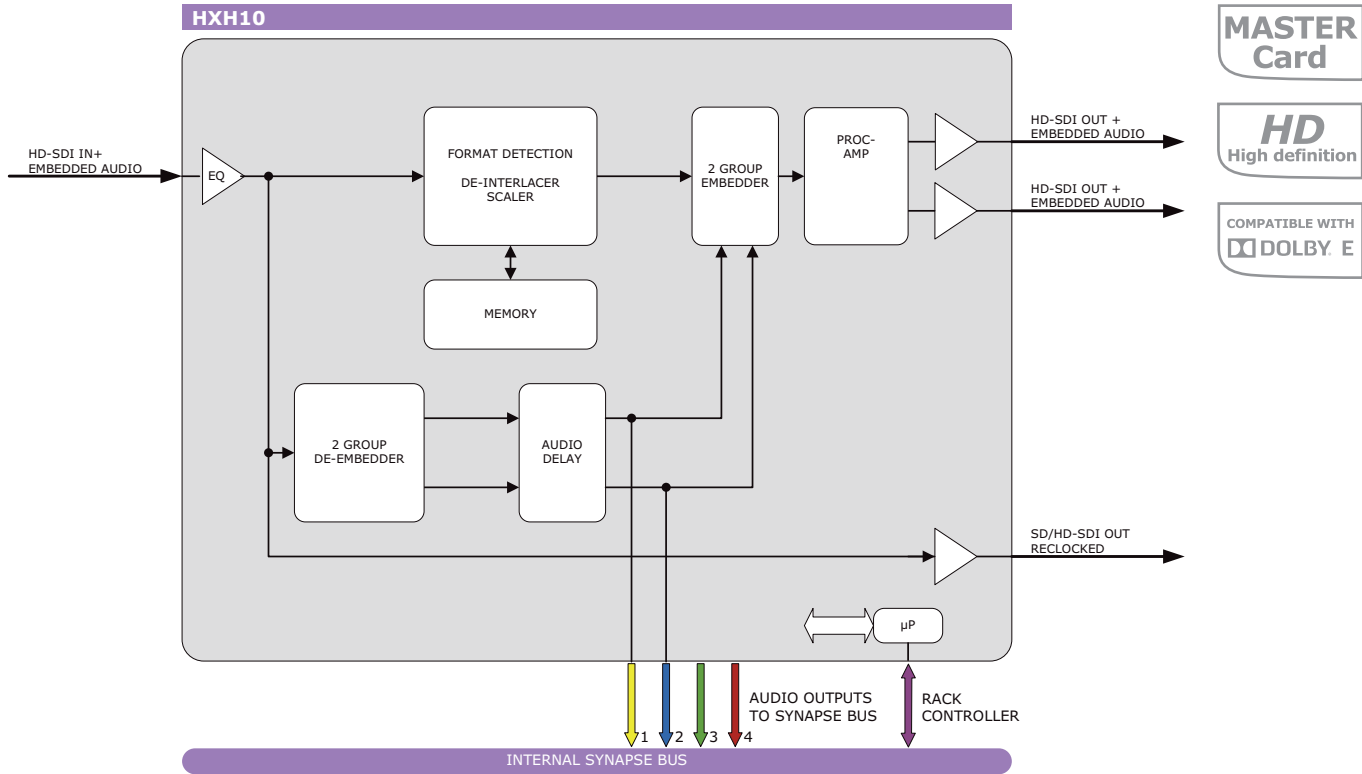 HXH10
MASTER
Card
HD
High definition
COMPATIBLE WITH
DOLBY E
HD-SDI IN+
EMBEDDED AUDIO
EQ
FORMAT DETECTION
DE-INTERLACER
SCALER
MEMORY
2 GROUP
EMBEDDER
PROC-
AMP
HD-SDI OUT +
EMBEDDED AUDIO
HD-SDI OUT +
EMBEDDED AUDIO
2 GROUP
DE-EMBEDDER
AUDIO
DELAY
SD/HD-SDI OUT
RECLOCKED
µP
1
2
3
4
AUDIO OUTPUTS
TO SYNAPSE BUS
RACK
CONTROLLER
INTERNAL SYNAPSE BUS